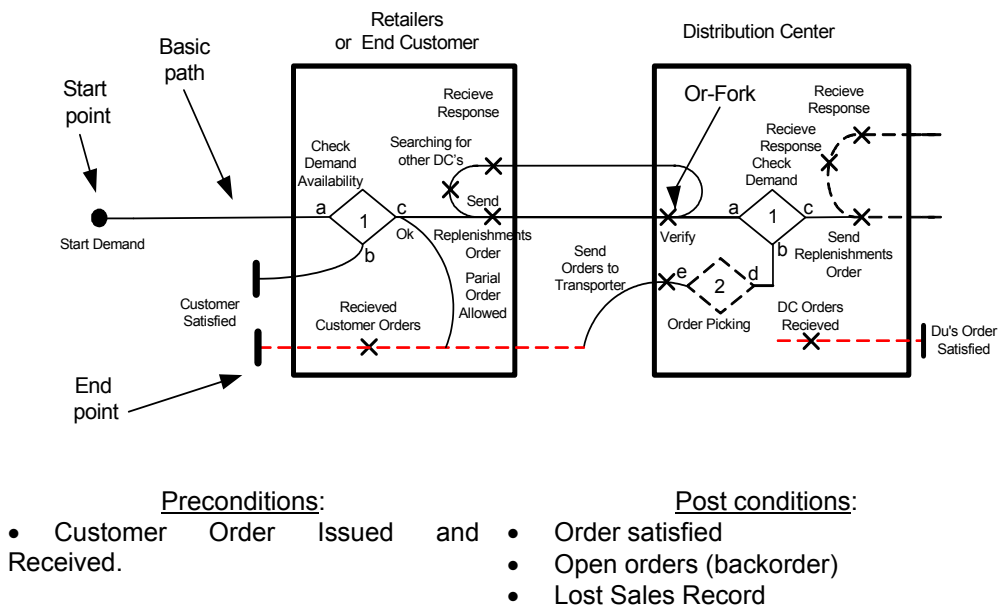 Retailers
or End Customer
Distribution Center
Basic
path
Start
point
Start Demand
Check
Demand
Availability
a
1
c
b
Ok
Recieve
Response
Searching for
other DC's
Send
Replenishments
Order
Parial
Order
Allowed
Customer
Satisfied
Recieved
Customer Orders
End
point
Or-Fork
Verify
Recieve
Response
Recieve
Response
Check
Demand
a
1
c
b
Send
Replenishments
Order
Send
Orders to
Transporter
e
2
d
Order Picking
DC Orders
Recieved
Du's Order
Satisfied
Preconditions:
• Customer Order Issued and
Received.
Post conditions:
• Order satisfied
• Open orders (backorder)
• Lost Sales Record